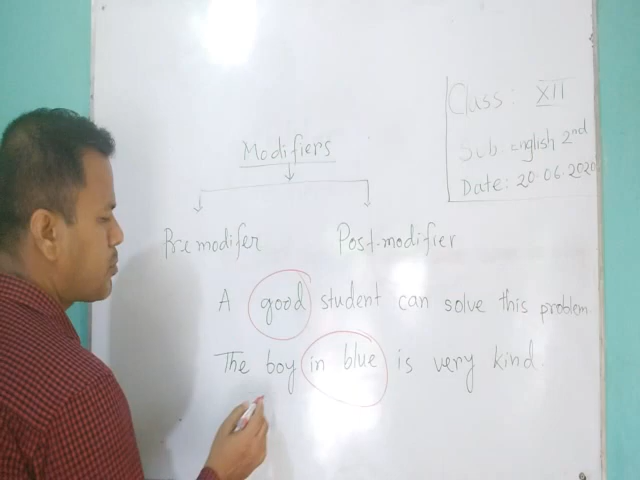 Class: XII
Sub English 2nd
Date: 20.06.2020
Modifiers
Pre modifer
Post-modifier
A good student can solve this problem.
The boy in blue is very kind.